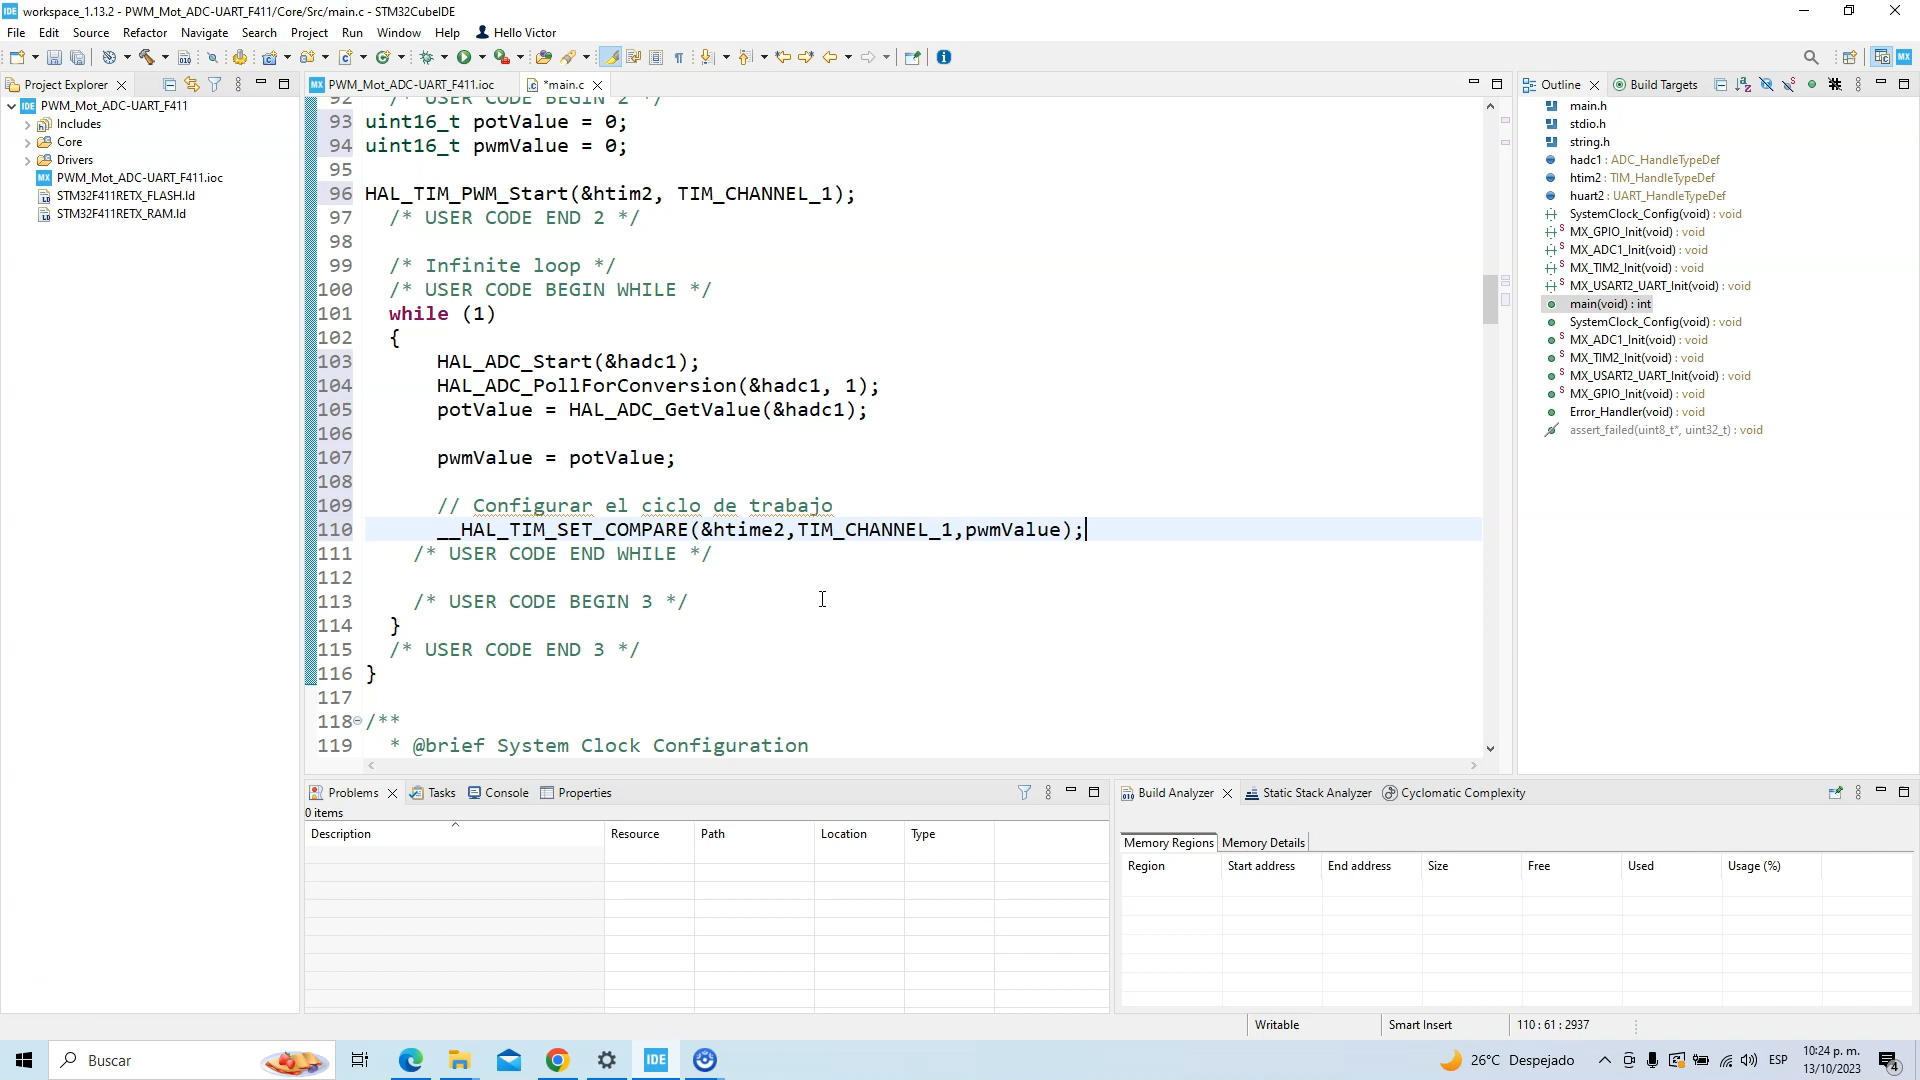 workspace_1.13.2 - PWM_Mot_ADC-UART_F411/Core/Src/main.c - STM32CubeIDE
File Edit Source Refactor Navigate Search Project Run Window Help Hello Victor
Project Explorer
PWM_Mot_ADC-UART_F411
Includes
Core
Drivers
PWM_Mot_ADC-UART_F411.ioc
STM32F411RETX_FLASH.ld
STM32F411RETX_RAM.ld
PWM_Mot_ADC-UART_F411.ioc *main.c
92 /* USER CODE BEGIN 2 */
93 uint16_t potValue = 0;
94 uint16_t pwmValue = 0;
95
96 HAL_TIM_PWM_Start(&htim2, TIM_CHANNEL_1);
97 /* USER CODE END 2 */
98
99 /* Infinite loop */
100 /* USER CODE BEGIN WHILE */
101 while (1)
102 {
103 HAL_ADC_Start(&hadc1);
104 HAL_ADC_PollForConversion(&hadc1, 1);
105 potValue = HAL_ADC_GetValue(&hadc1);
106
107 pwmValue = potValue;
108
109 // Configurar el ciclo de trabajo
110 __HAL_TIM_SET_COMPARE(&htime2,TIM_CHANNEL_1,pwmValue);
111 /* USER CODE END WHILE */
112
113 /* USER CODE BEGIN 3 */
114 }
115 /* USER CODE END 3 */
116 }
117
118 /**
119 * @brief System Clock Configuration
Outline Build Targets
main.h
stdio.h
string.h
hadc1 : ADC_HandleTypeDef
htim2 : TIM_HandleTypeDef
huart2 : UART_HandleTypeDef
SystemClock_Config(void) : void
MX_GPIO_Init(void) : void
MX_ADC1_Init(void) : void
MX_TIM2_Init(void) : void
MX_USART2_UART_Init(void) : void
main(void) : int
SystemClock_Config(void) : void
MX_ADC1_Init(void) : void
MX_TIM2_Init(void) : void
MX_USART2_UART_Init(void) : void
MX_GPIO_Init(void) : void
Error_Handler(void) : void
assert_failed(uint8_t*, uint32_t) : void
Problems Tasks Console Properties
0 items
Description Resource Path Location Type
Build Analyzer Static Stack Analyzer Cyclomatic Complexity
Memory Regions Memory Details
Region Start address End address Size Free Used Usage (%)
Writable Smart Insert 110 : 61 : 2937
Buscar
IDE
26°C Despejado
ESP
10:24 p. m.
13/10/2023
4